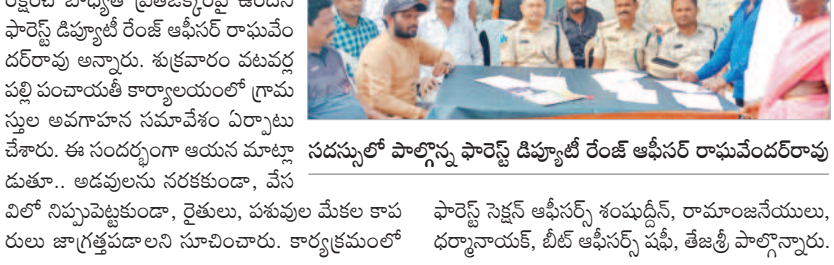 రక్షించే బాధ్యత ప్రతిఒక్కరిపై ఉందని
ఫారెస్ట్ డిప్యూటీ రేంజ్ ఆఫీసర్ రాఘవేం
దర్‌రావు అన్నారు. శుక్రవారం వటవర్ల
పల్లి పంచాయతీ కార్యాలయంలో గ్రామ
స్తుల అవగాహన సమావేశం ఏర్పాటు
చేశారు. ఈ సందర్భంగా ఆయన మాట్లా
డుతూ.. అడవులను నరకకుండా, వేస
విలో నిప్పుపెట్టకుండా, రైతులు, పశువుల మేకల కాప
రులు జాగ్రత్తపడాలని సూచించారు. కార్యక్రమంలో
సదస్సులో పాల్గొన్న ఫారెస్ట్ డిప్యూటీ రేంజ్ ఆఫీసర్ రాఘవేందర్‌రావు
ఫారెస్ట్ సెక్షన్ ఆఫీసర్స్ శంషుద్దీన్, రామాంజనేయులు,
ధర్మానాయక్, బీట్ ఆఫీసర్స్ షఫీ, తేజశ్రీ పాల్గొన్నారు.